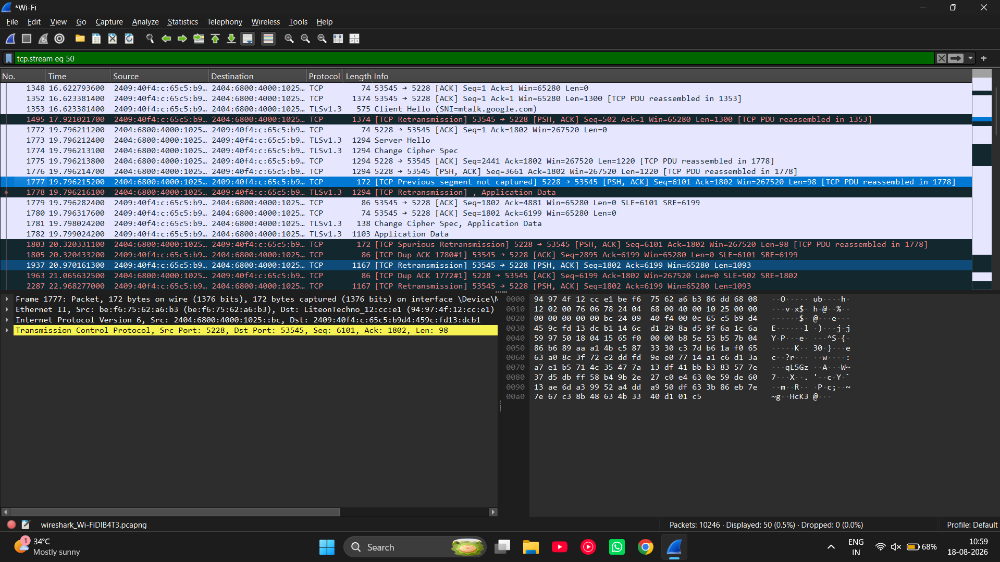 *Wi-Fi
File Edit View Go Capture Analyze Statistics Telephony Wireless Tools Help
tcp.stream eq 50
No. Time Source Destination Protocol Length Info
1348 16.622793600 2409:40f4:c:65c5:b9… 2404:6800:4000:1025… TCP 74 53545 → 5228 [ACK] Seq=1 Ack=1 Win=65280 Len=0
1352 16.623381400 2409:40f4:c:65c5:b9… 2404:6800:4000:1025… TCP 1374 53545 → 5228 [ACK] Seq=1 Ack=1 Win=65280 Len=1300 [TCP PDU reassembled in 1353]
1353 16.623381400 2409:40f4:c:65c5:b9… 2404:6800:4000:1025… TLSv1.3 575 Client Hello (SNI=mtalk.google.com)
1495 17.921021700 2409:40f4:c:65c5:b9… 2404:6800:4000:1025… TCP 1374 [TCP Retransmission] 53545 → 5228 [PSH, ACK] Seq=502 Ack=1 Win=65280 Len=1300 [TCP PDU reassembled in 1353]
1772 19.796211200 2404:6800:4000:1025… 2409:40f4:c:65c5:b9… TCP 74 5228 → 53545 [ACK] Seq=1 Ack=1802 Win=267520 Len=0
1773 19.796212400 2404:6800:4000:1025… 2409:40f4:c:65c5:b9… TLSv1.3 1294 Server Hello
1774 19.796213100 2404:6800:4000:1025… 2409:40f4:c:65c5:b9… TLSv1.3 1294 Change Cipher Spec
1775 19.796213800 2404:6800:4000:1025… 2409:40f4:c:65c5:b9… TCP 1294 5228 → 53545 [ACK] Seq=2441 Ack=1802 Win=267520 Len=1220 [TCP PDU reassembled in 1778]
1776 19.796214700 2404:6800:4000:1025… 2409:40f4:c:65c5:b9… TCP 1294 5228 → 53545 [PSH, ACK] Seq=3661 Ack=1802 Win=267520 Len=1220 [TCP PDU reassembled in 1778]
1777 19.796215200 2404:6800:4000:1025… 2409:40f4:c:65c5:b9… TCP 172 [TCP Previous segment not captured] 5228 → 53545 [PSH, ACK] Seq=6101 Ack=1802 Win=267520 Len=98 [TCP PDU reassembled in 1778]
1778 19.796216100 2404:6800:4000:1025… 2409:40f4:c:65c5:b9… TLSv1.3 1294 [TCP Retransmission] , Application Data
1779 19.796282400 2409:40f4:c:65c5:b9… 2404:6800:4000:1025… TCP 86 53545 → 5228 [ACK] Seq=1802 Ack=4881 Win=65280 Len=0 SLE=6101 SRE=6199
1780 19.796317600 2409:40f4:c:65c5:b9… 2404:6800:4000:1025… TCP 74 53545 → 5228 [ACK] Seq=1802 Ack=6199 Win=65280 Len=0
1781 19.798024200 2409:40f4:c:65c5:b9… 2404:6800:4000:1025… TLSv1.3 138 Change Cipher Spec, Application Data
1782 19.799024200 2409:40f4:c:65c5:b9… 2404:6800:4000:1025… TLSv1.3 1103 Application Data
1803 20.320331100 2404:6800:4000:1025… 2409:40f4:c:65c5:b9… TCP 172 [TCP Spurious Retransmission] 5228 → 53545 [PSH, ACK] Seq=6101 Ack=1802 Win=267520 Len=98 [TCP PDU reassembled in 1778]
1805 20.320433200 2409:40f4:c:65c5:b9… 2404:6800:4000:1025… TCP 86 [TCP Dup ACK 1780#1] 53545 → 5228 [ACK] Seq=2895 Ack=6199 Win=65280 Len=0 SLE=6101 SRE=6199
1937 20.970161300 2409:40f4:c:65c5:b9… 2404:6800:4000:1025… TCP 1167 [TCP Retransmission] 53545 → 5228 [PSH, ACK] Seq=1802 Ack=6199 Win=65280 Len=1093
1963 21.065632500 2404:6800:4000:1025… 2409:40f4:c:65c5:b9… TCP 86 [TCP Dup ACK 1772#1] 5228 → 53545 [ACK] Seq=6199 Ack=1802 Win=267520 Len=0 SLE=502 SRE=1802
2287 22.968277000 2409:40f4:c:65c5:b9… 2404:6800:4000:1025… TCP 1167 [TCP Retransmission] 53545 → 5228 [PSH, ACK] Seq=1802 Ack=6199 Win=65280 Len=1093
Frame 1777: Packet, 172 bytes on wire (1376 bits), 172 bytes captured (1376 bits) on interface \Device\N
Ethernet II, Src: be:f6:75:62:a6:b3 (be:f6:75:62:a6:b3), Dst: LiteonTechno_12:cc:e1 (94:97:4f:12:cc:e1)
Internet Protocol Version 6, Src: 2404:6800:4000:1025::bc, Dst: 2409:40f4:c:65c5:b9d4:459c:fd13:dcb1
Transmission Control Protocol, Src Port: 5228, Dst Port: 53545, Seq: 6101, Ack: 1802, Len: 98
0000 94 97 4f 12 cc e1 be f6 75 62 a6 b3 86 dd 68 08 ··O····· ub····h·
0010 12 02 00 76 06 78 24 04 68 00 40 00 10 25 00 00 ···v·x$· h·@··%··
0020 00 00 00 00 00 bc 24 09 40 f4 00 0c 65 c5 b9 d4 ······$· @···e···
0030 45 9c fd 13 dc b1 14 6c d1 29 8a d5 9f 6a 1c 6a E······l ·)···j·j
0040 59 97 50 18 04 15 65 f0 00 00 b8 5e 53 b5 7b 04 Y·P···e· ···^S·{·
0050 86 b6 89 aa a1 4b c5 87 33 30 c3 7d b6 1a f0 65 ·····K·· 30·}···e
0060 63 a0 8c 3f 72 c2 dd fd 9e e0 77 14 a1 c6 d1 3a c··?r··· ··w····:
0070 a7 e1 b5 71 4c 35 47 7a 13 df 41 bb b3 83 57 7e ···qL5Gz ··A···W~
0080 37 d5 db ff 58 b4 9b 2e 27 c0 e4 63 0e 59 de 60 7···X··. '··c·Y·`
0090 13 ae 6d a3 99 52 a4 dd a9 50 df 63 3b 86 eb 7e ··m··R·· ·P·c;··~
00a0 7e 67 c3 8b 48 63 4b 33 40 d1 01 c5 ~g··HcK3 @···
wireshark_Wi-FiDIB4T3.pcapng
Packets: 10246 · Displayed: 50 (0.5%) · Dropped: 0 (0.0%)
Profile: Default
1
34°C
Mostly sunny
Search
ENG
IN
68%
10:59
18-08-2026